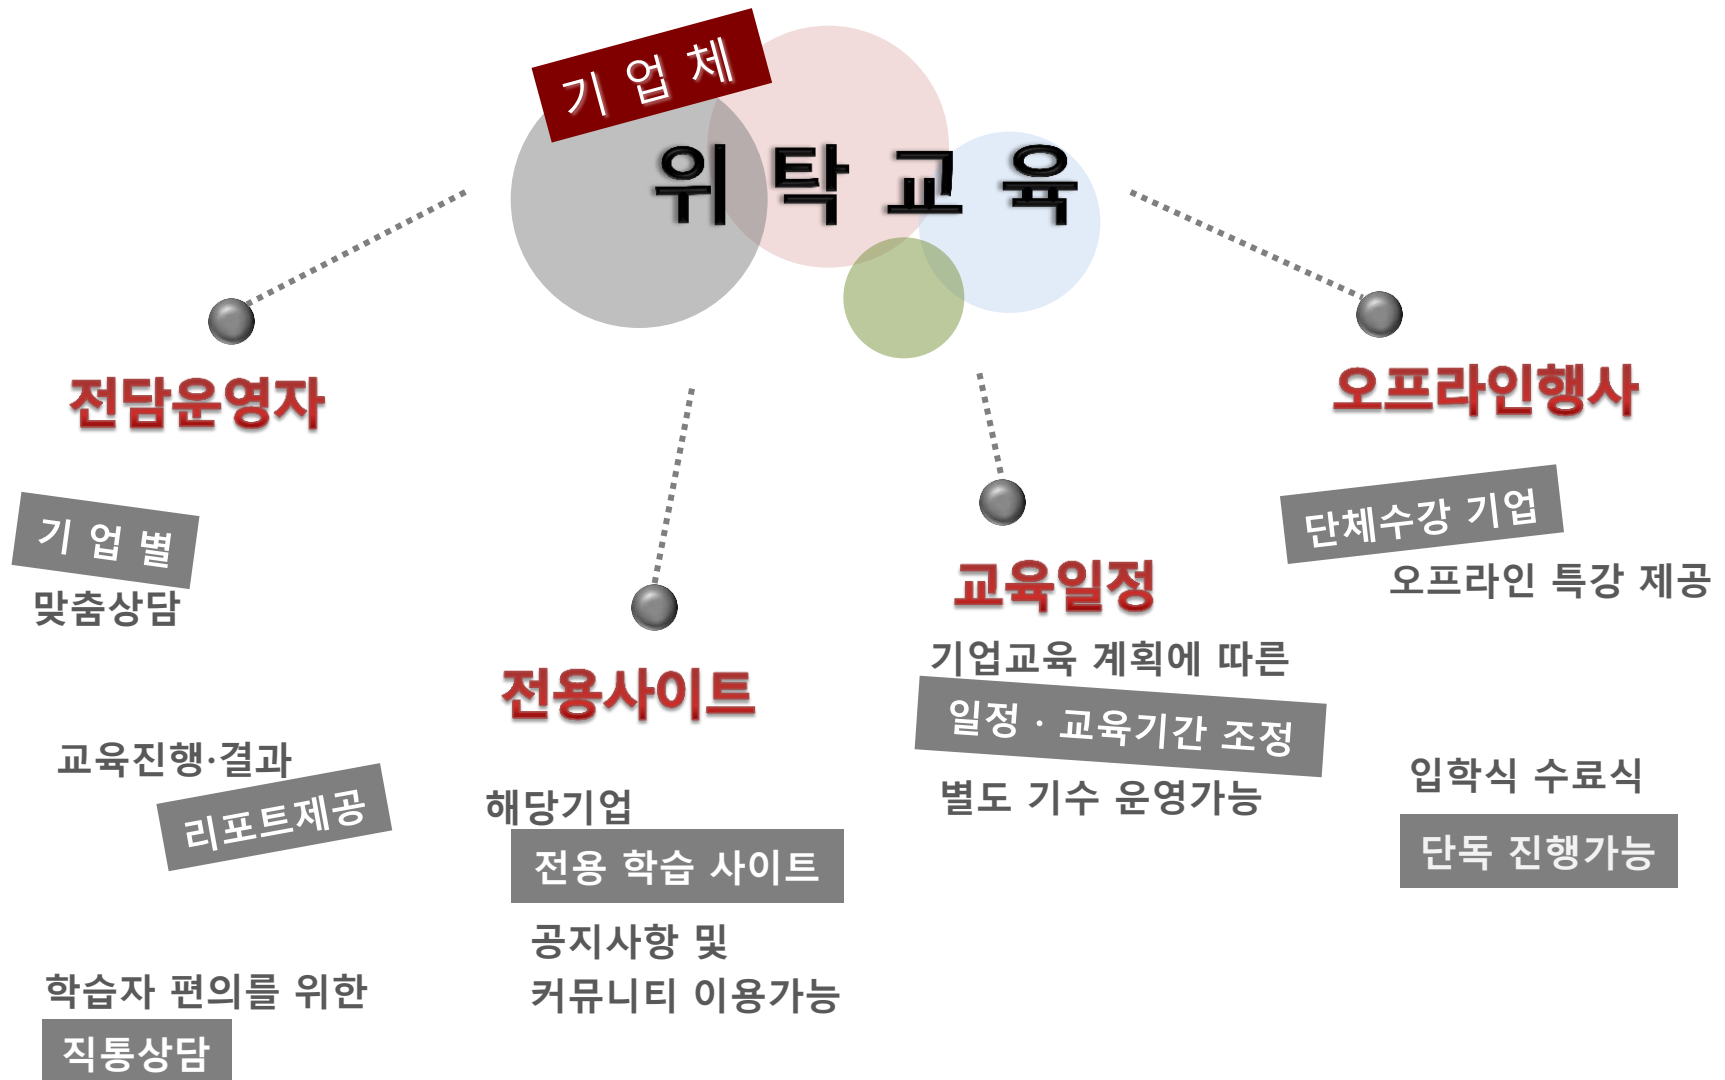 기 업 체
위 탁 교 육
전담운영자
기 업 별
맞춤상담
교육진행·결과
리포트제공
학습자 편의를 위한
직통상담
전용사이트
해당기업
전용 학습 사이트
공지사항 및
커뮤니티 이용가능
교육일정
기업교육 계획에 따른
일정 · 교육기간 조정
별도 기수 운영가능
오프라인행사
단체수강 기업
오프라인 특강 제공
입학식 수료식
단독 진행가능